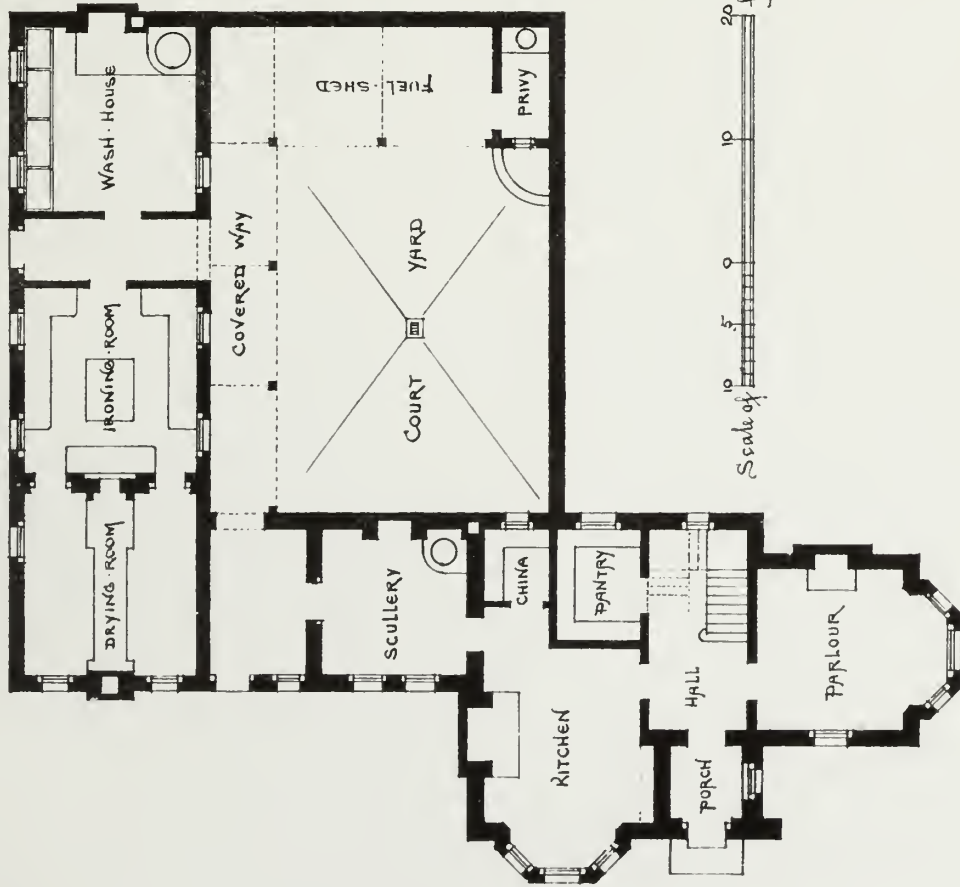 WASH·HOUSE
FUEL·SHED
PRIVY
COVERED WAY
COURT YARD
IRONING·ROOM
DRYING·ROOM
SCULLERY
CHINA
PANTRY
HALL
PARLOUR
KITCHEN
PORCH
Scale of
10 5 0 10 20